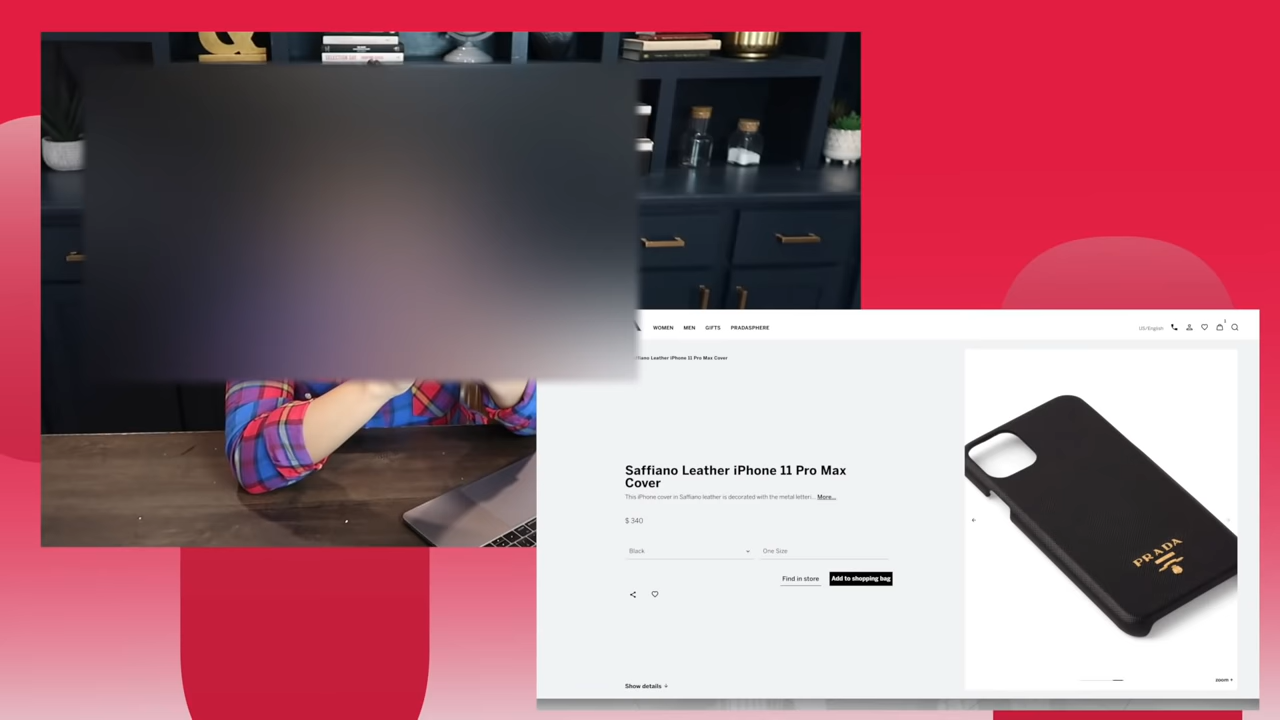 WOMEN MEN GIFTS PRADASPHERE
US/English
Leather iPhone 11 Pro Max Cover
Saffiano Leather iPhone 11 Pro Max
Cover
This iPhone cover in Saffiano leather is decorated with the metal letteri... More...
$ 340
Black One Size
Find in store Add to shopping bag
PRADA
Show details +
zoom +